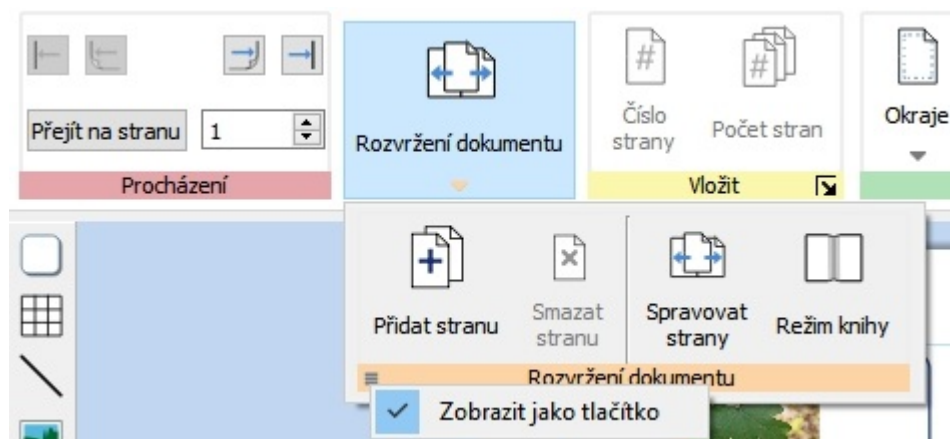 Přejít na stranu
1
Procházení
Rozvržení dokumentu
#
Číslo
strany
#
Počet stran
Vložit
Okraje
Přidat stranu
Smazat
stranu
Spravovat
strany
Režim knihy
Rozvržení dokumentu
Zobrazit jako tlačítko